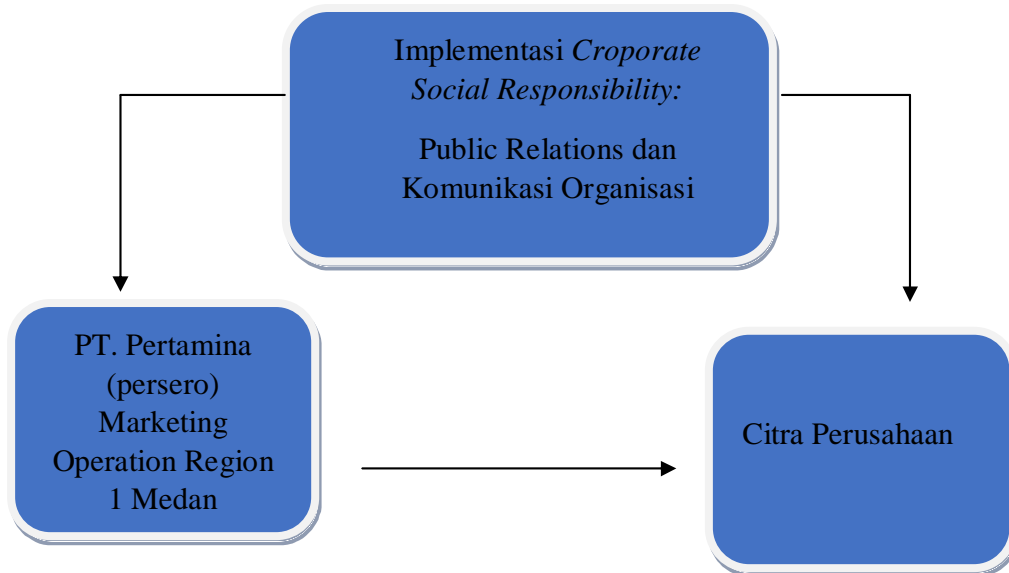 Implementasi Croporate
Social Responsibility:
Public Relations dan
Komunikasi Organisasi
PT. Pertamina
(persero)
Marketing
Operation Region
1 Medan
Citra Perusahaan